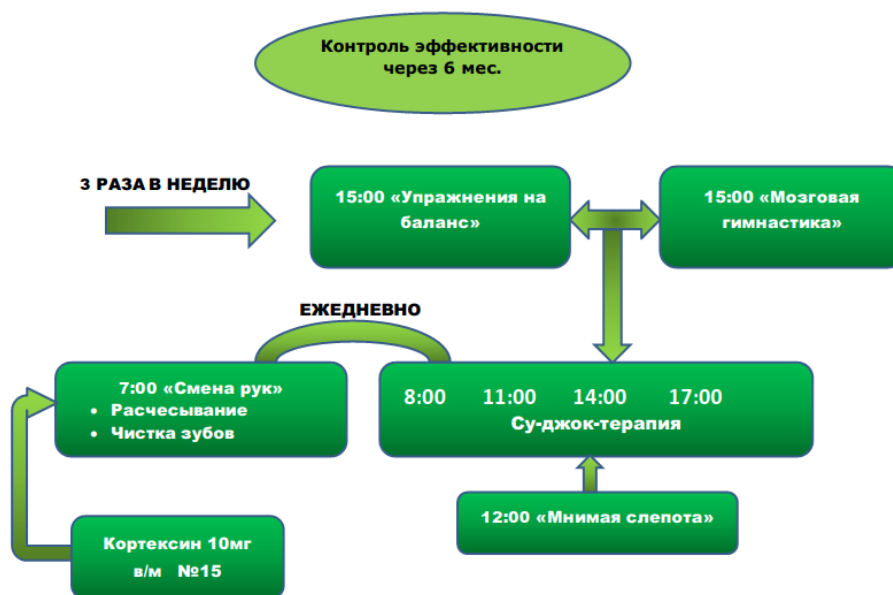 Контроль эффективности
через 6 мес.
3 РАЗА В НЕДЕЛЮ
15:00 «Упражнения на
баланс»
15:00 «Мозговая
гимнастика»
ЕЖЕДНЕВНО
7:00 «Смена рук»
• Расчесывание
• Чистка зубов
8:00 11:00 14:00 17:00
Су-джок-терапия
12:00 «Мнимая слепота»
Кортексин 10мг
в/м №15